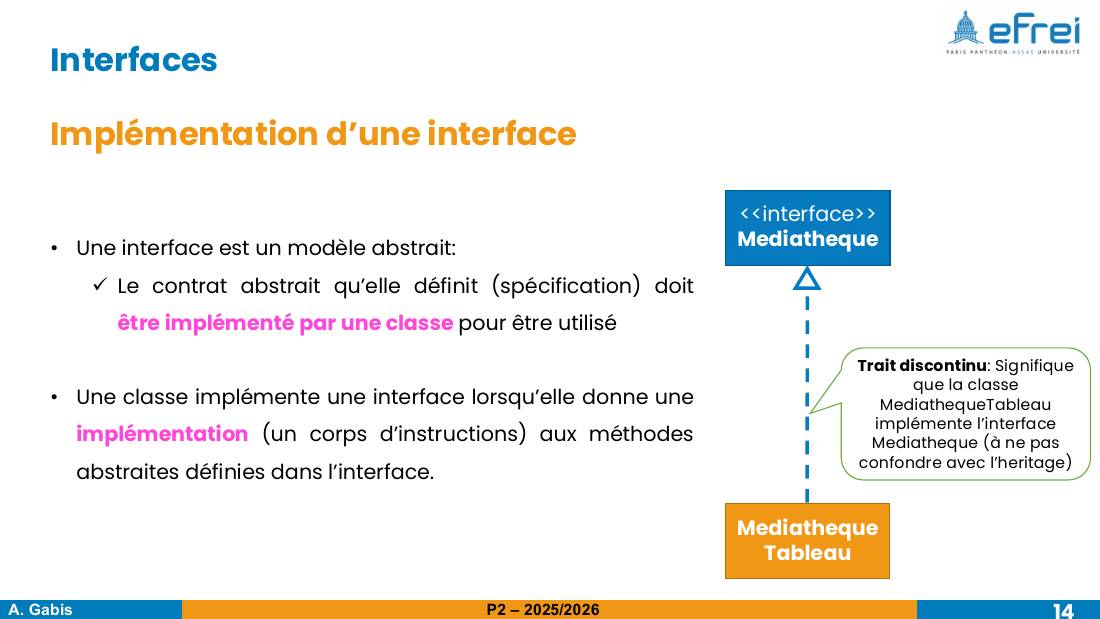 efrei
PARIS PANTHÉON-ASSAS UNIVERSITÉ
Interfaces
Implémentation d’une interface
• Une interface est un modèle abstrait:
✓ Le contrat abstrait qu’elle définit (spécification) doit
être implémenté par une classe pour être utilisé
• Une classe implémente une interface lorsqu’elle donne une
implémentation (un corps d’instructions) aux méthodes
abstraites définies dans l’interface.
<<interface>>
Mediatheque
Trait discontinu: Signifique
que la classe
MediathequeTableau
implémente l’interface
Mediatheque (à ne pas
confondre avec l’heritage)
Mediatheque
Tableau
A. Gabis
P2 – 2025/2026
14